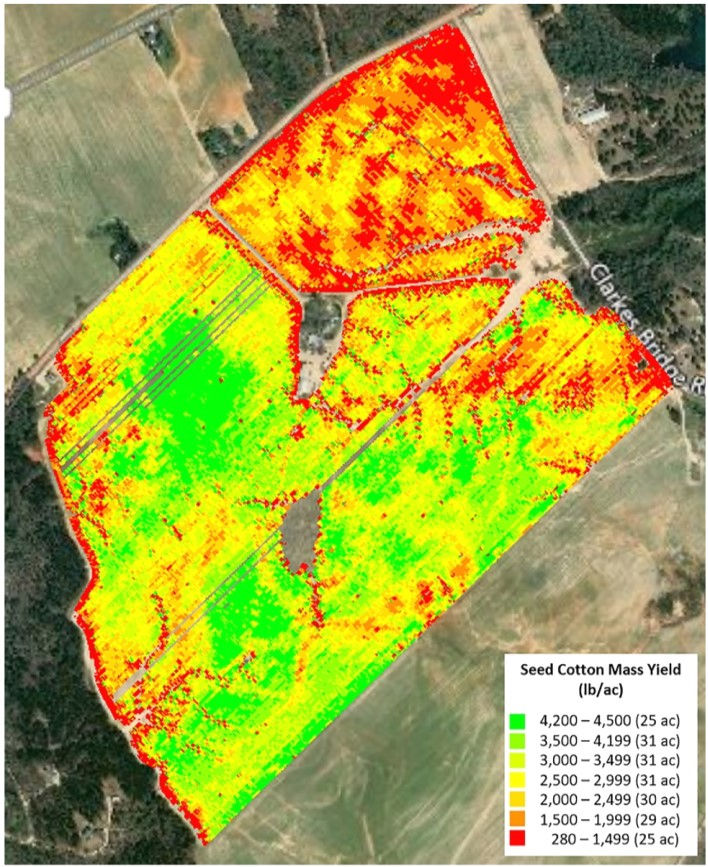 Clarkes Bridge R
Seed Cotton Mass Yield
(lb/ac)
4,200 – 4,500 (25 ac)
3,500 – 4,199 (31 ac)
3,000 – 3,499 (31 ac)
2,500 – 2,999 (31 ac)
2,000 – 2,499 (30 ac)
1,500 – 1,999 (29 ac)
280 – 1,499 (25 ac)